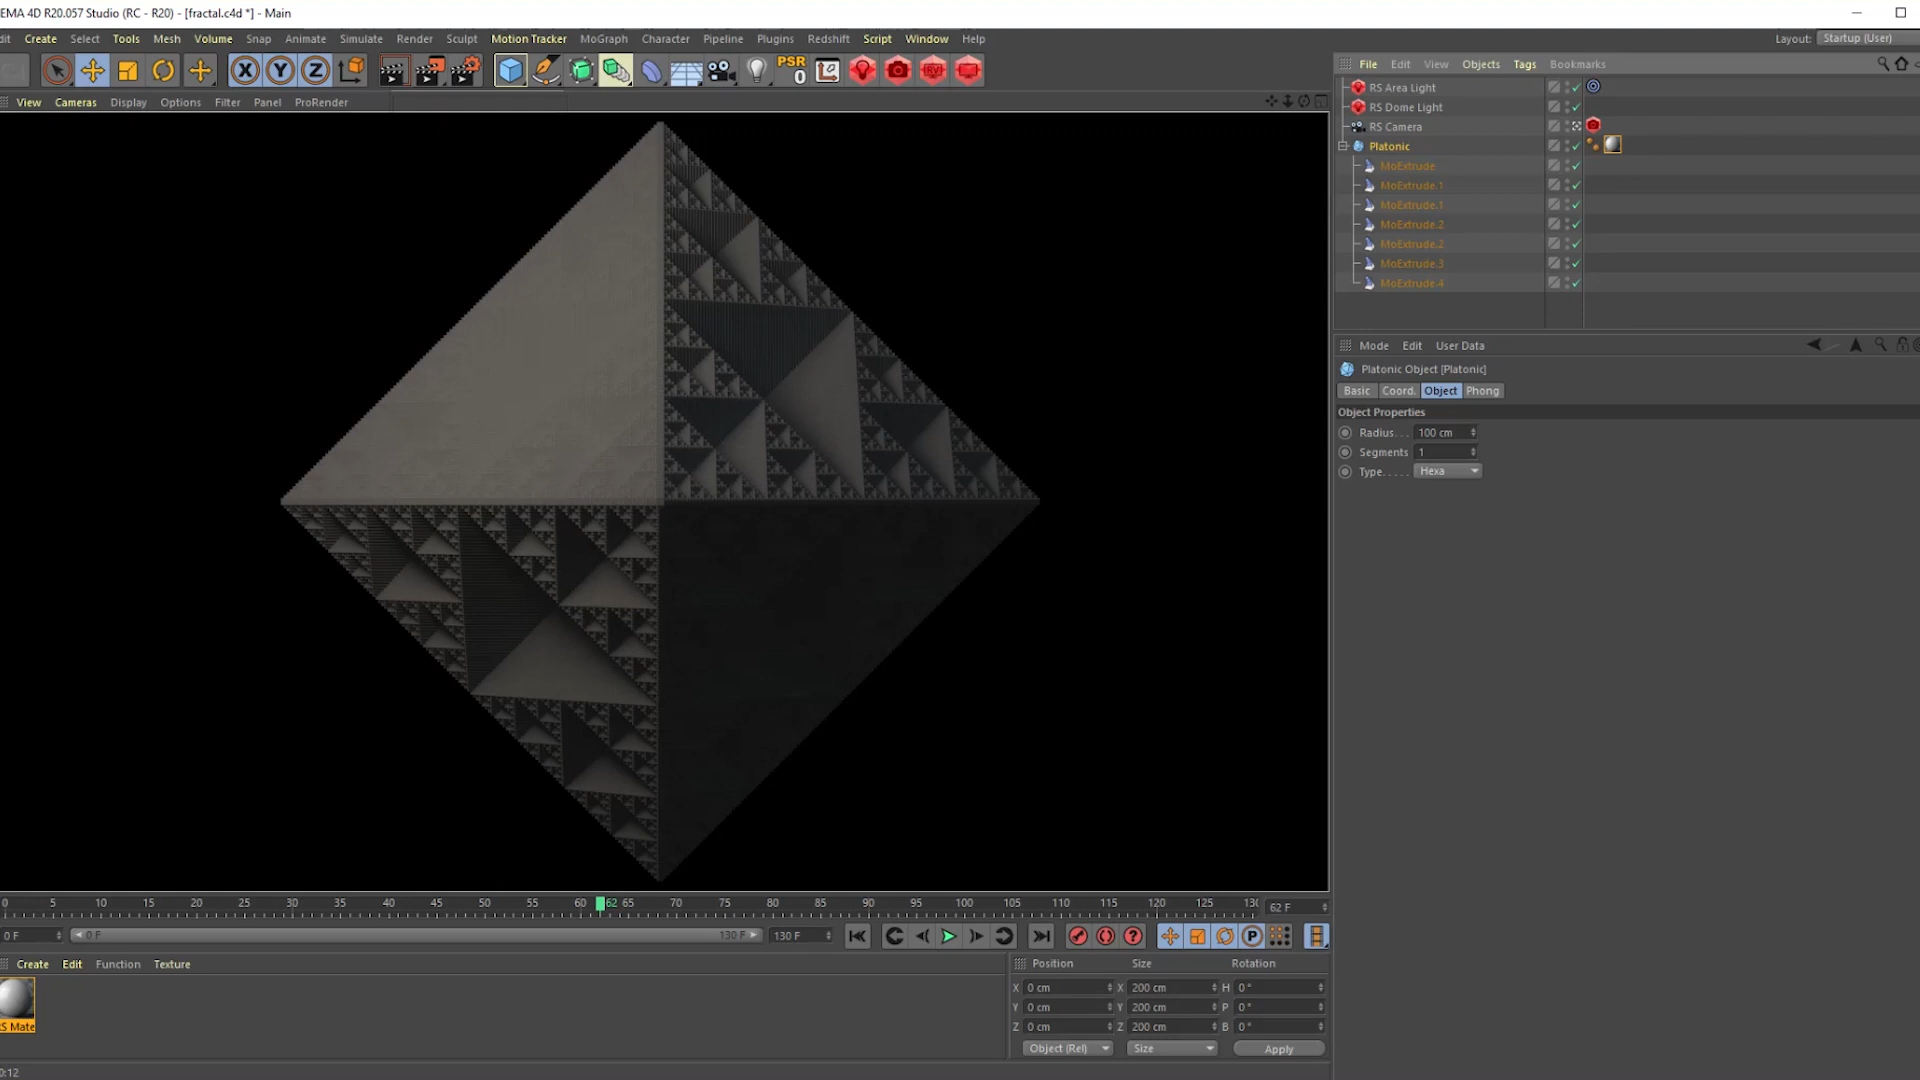 EMA 4D R20.057 Studio (RC - R20) - [fractal.c4d *] - Main
dit Create Select Tools Mesh Volume Snap Animate Simulate Render Sculpt Motion Tracker MoGraph Character Pipeline Plugins Redshift Script Window Help
Layout: Startup (User)
X Y Z PSR 0 RV
View Cameras Display Options Filter Panel ProRender
File Edit View Objects Tags Bookmarks
RS Area Light
RS Dome Light
RS Camera
Platonic
MoExtrude
MoExtrude.1
MoExtrude.1
MoExtrude.2
MoExtrude.2
MoExtrude.3
MoExtrude.4
Mode Edit User Data
Platonic Object [Platonic]
Basic Coord. Object Phong
Object Properties
Radius. . . 100 cm
Segments 1
Type. . . . . Hexa
0 5 10 15 20 25 30 35 40 45 50 55 60 62 65 70 75 80 85 90 95 100 105 110 115 120 125 130 62 F
0 F 0 F 130 F 130 F P
Create Edit Function Texture
RS Mate
Position Size Rotation
X 0 cm X 200 cm H 0 °
Y 0 cm Y 200 cm P 0 °
Z 0 cm Z 200 cm B 0 °
Object (Rel) Size Apply
0:12